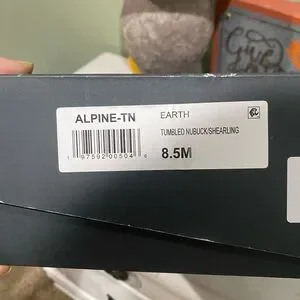 ALPINE-TN
EARTH
TUMBLED NUBUCK/SHEARLING
8.5M